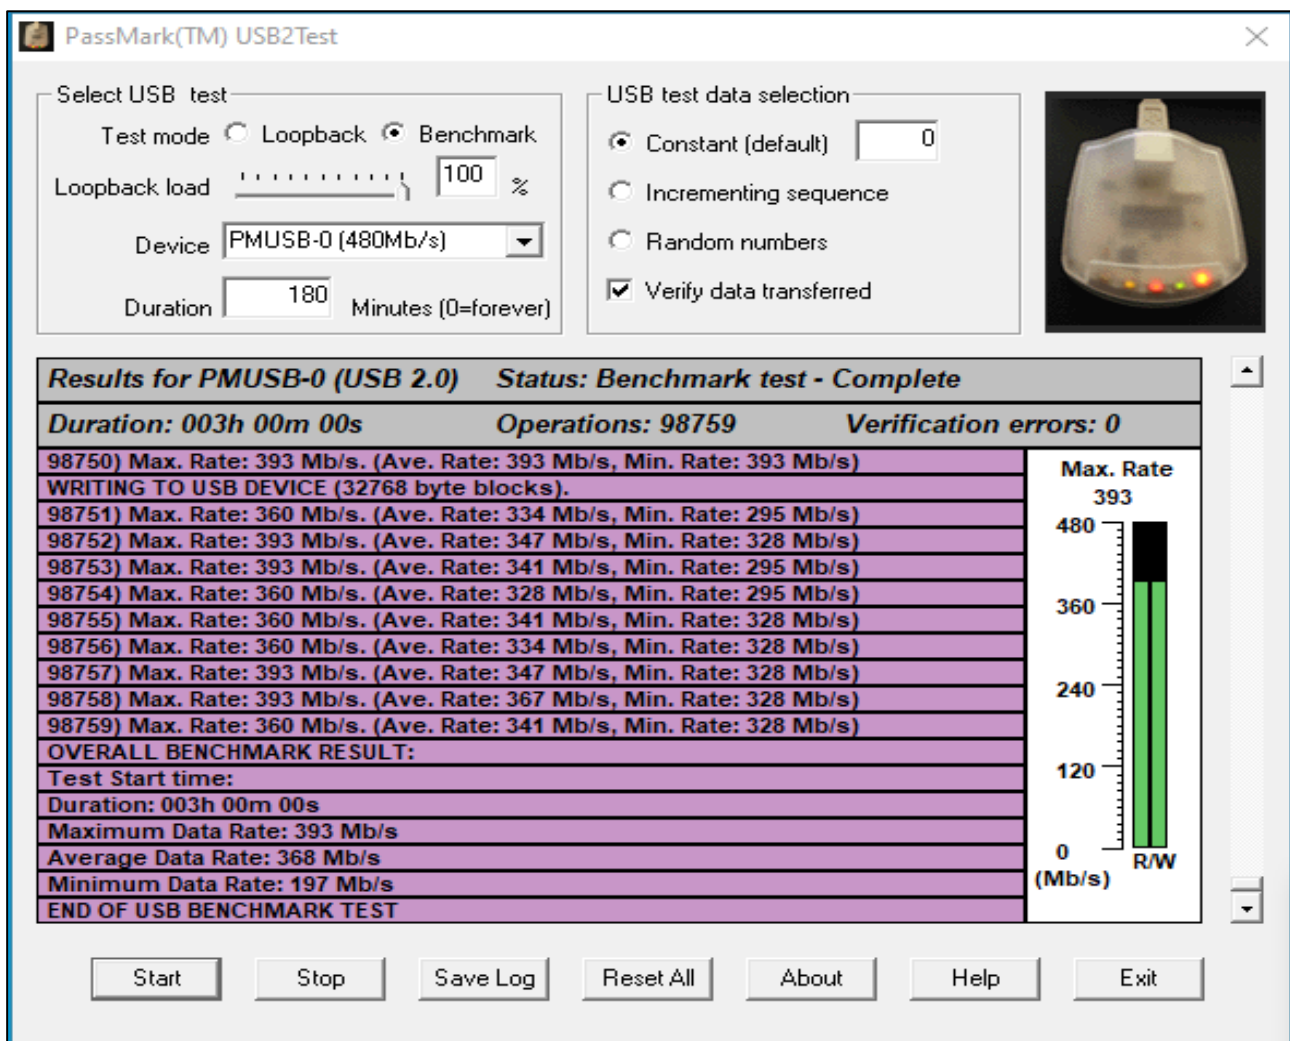 PassMark(TM) USB2Test
Select USB test
Test mode Loopback Benchmark
Loopback load 100 %
Device PMUSB-0 (480Mb/s)
Duration 180 Minutes (0=forever)
USB test data selection
Constant (default) 0
Incrementing sequence
Random numbers
Verify data transferred
Results for PMUSB-0 (USB 2.0) Status: Benchmark test - Complete
Duration: 003h 00m 00s Operations: 98759 Verification errors: 0
98750) Max. Rate: 393 Mb/s. (Ave. Rate: 393 Mb/s, Min. Rate: 393 Mb/s)
WRITING TO USB DEVICE (32768 byte blocks).
98751) Max. Rate: 360 Mb/s. (Ave. Rate: 334 Mb/s, Min. Rate: 295 Mb/s)
98752) Max. Rate: 393 Mb/s. (Ave. Rate: 347 Mb/s, Min. Rate: 328 Mb/s)
98753) Max. Rate: 393 Mb/s. (Ave. Rate: 341 Mb/s, Min. Rate: 295 Mb/s)
98754) Max. Rate: 360 Mb/s. (Ave. Rate: 328 Mb/s, Min. Rate: 295 Mb/s)
98755) Max. Rate: 360 Mb/s. (Ave. Rate: 341 Mb/s, Min. Rate: 328 Mb/s)
98756) Max. Rate: 360 Mb/s. (Ave. Rate: 334 Mb/s, Min. Rate: 328 Mb/s)
98757) Max. Rate: 393 Mb/s. (Ave. Rate: 347 Mb/s, Min. Rate: 328 Mb/s)
98758) Max. Rate: 393 Mb/s. (Ave. Rate: 367 Mb/s, Min. Rate: 328 Mb/s)
98759) Max. Rate: 360 Mb/s. (Ave. Rate: 341 Mb/s, Min. Rate: 328 Mb/s)
OVERALL BENCHMARK RESULT:
Test Start time:
Duration: 003h 00m 00s
Maximum Data Rate: 393 Mb/s
Average Data Rate: 368 Mb/s
Minimum Data Rate: 197 Mb/s
END OF USB BENCHMARK TEST
Max. Rate
393
480
360
240
120
0
(Mb/s)
R/W
Start Stop Save Log Reset All About Help Exit